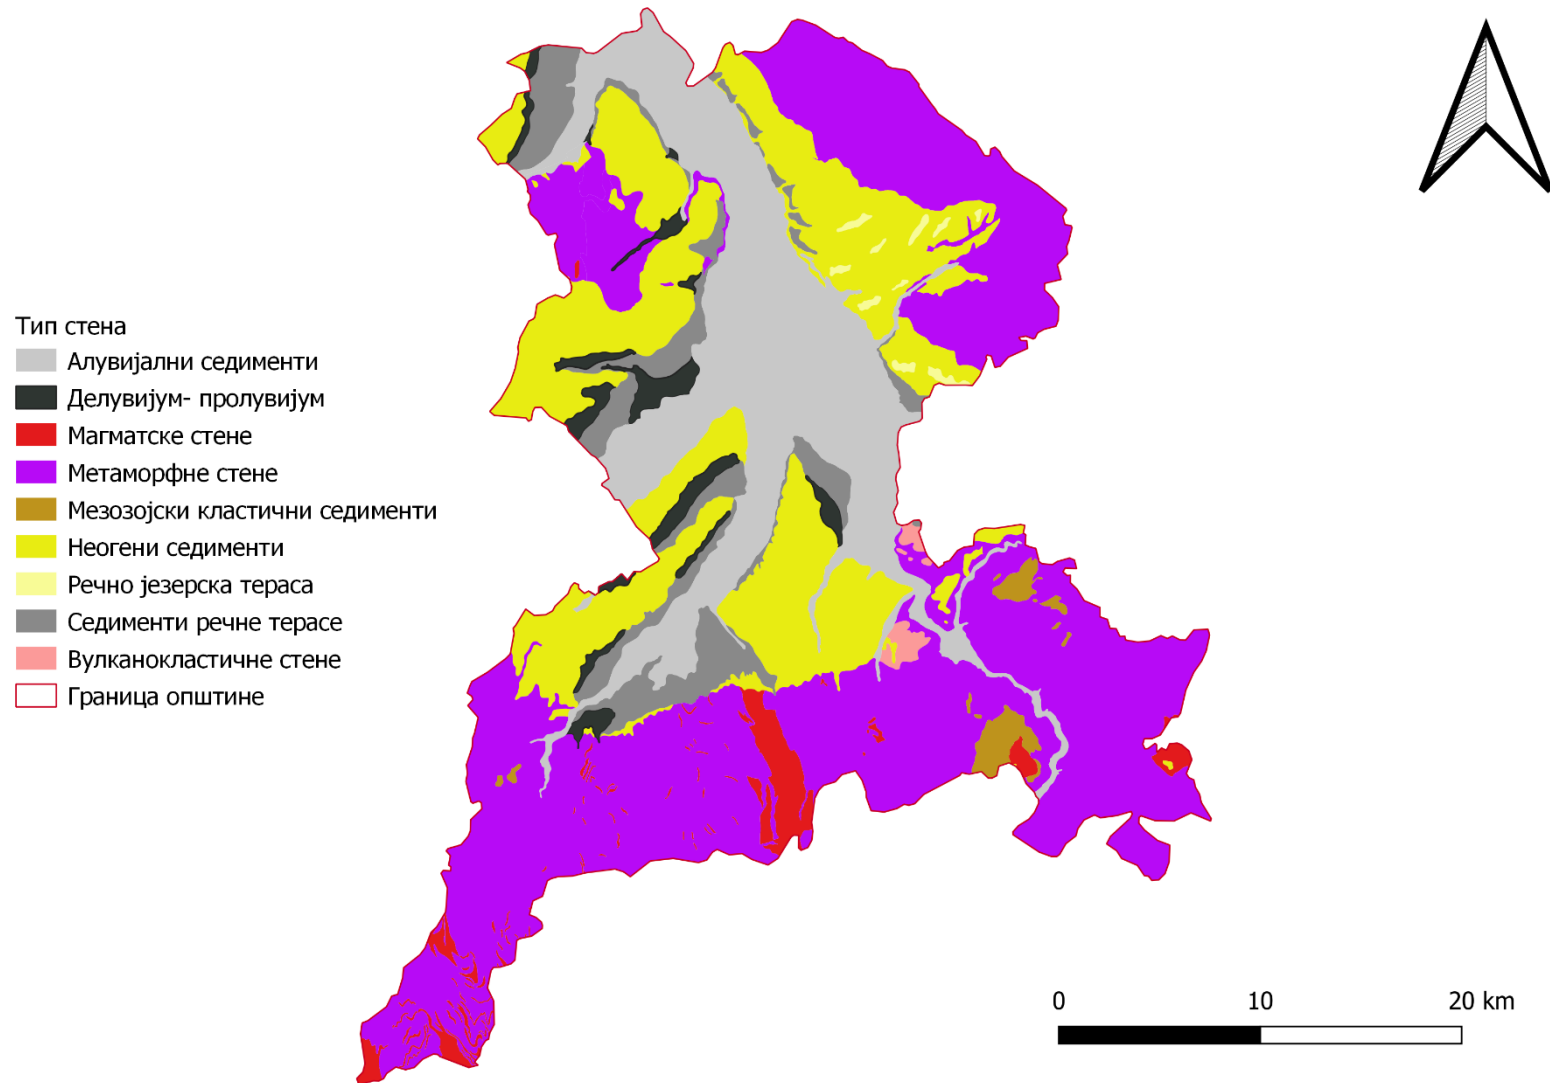 Тип стена
Алувијални седименти
Делувијум- пролувијум
Магматске стене
Метаморфне стене
Мезозојски кластични седименти
Неогени седименти
Речно језерска тераса
Седименти речне терасе
Вулканокластичне стене
Граница општине
0 10 20 km